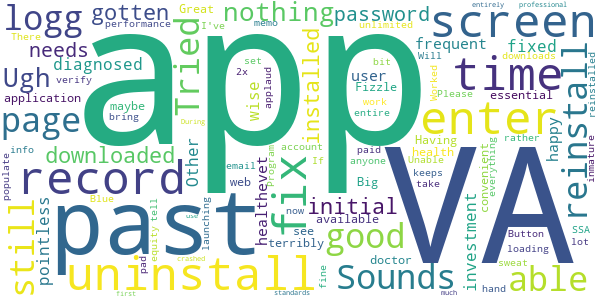 logg
gotten
performance
Great
There
I've
nothing
memo
unlimited
password
entirely
professional
screen
Ugh
needs
diagnosed
verify
application
Tried
app
set
bit
2x
applaud
user
Will
Fizzle
work
entire
frequent
fixed
downloads
Worked
Please
essential
time
reinstalled
reinstall
page
maybe
bring
wise
installed
enter
downloaded
info
During
Other
fix
account
If
paid
anyone
Having
health
Unable
everything
convenient
rather
happy
inmature
record
email
web
healthevet
Program
Big
keeps
take
VA
populate
still
pointless
Blue
past
equity
tell
launching
use
now
see
terribly
initial
available
good
doctor
investment
Button
loading
SSA
lot
uninstall
pad
crained
first
standards
fine
Sounds
much
sweat
hand
able